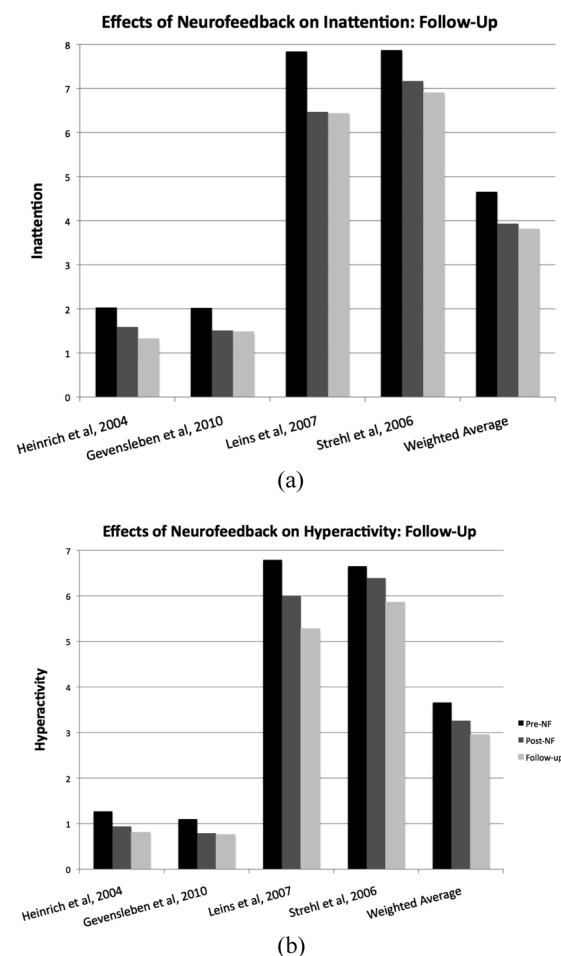 Effects of Neurofeedback on Inattention: Follow-Up
8
7
6
5
4
3
2
1
0
Inattention
Heinrich et al, 2004
Gevensleben et al, 2010
Leins et al, 2007
Strehl et al, 2006
Weighted Average
(a)
Effects of Neurofeedback on Hyperactivity: Follow-Up
7
6
5
4
3
2
1
0
Hyperactivity
Pre-NF
Post-NF
Follow-up
Heinrich et al, 2004
Gevensleben et al, 2010
Leins et al, 2007
Strehl et al, 2006
Weighted Average
(b)